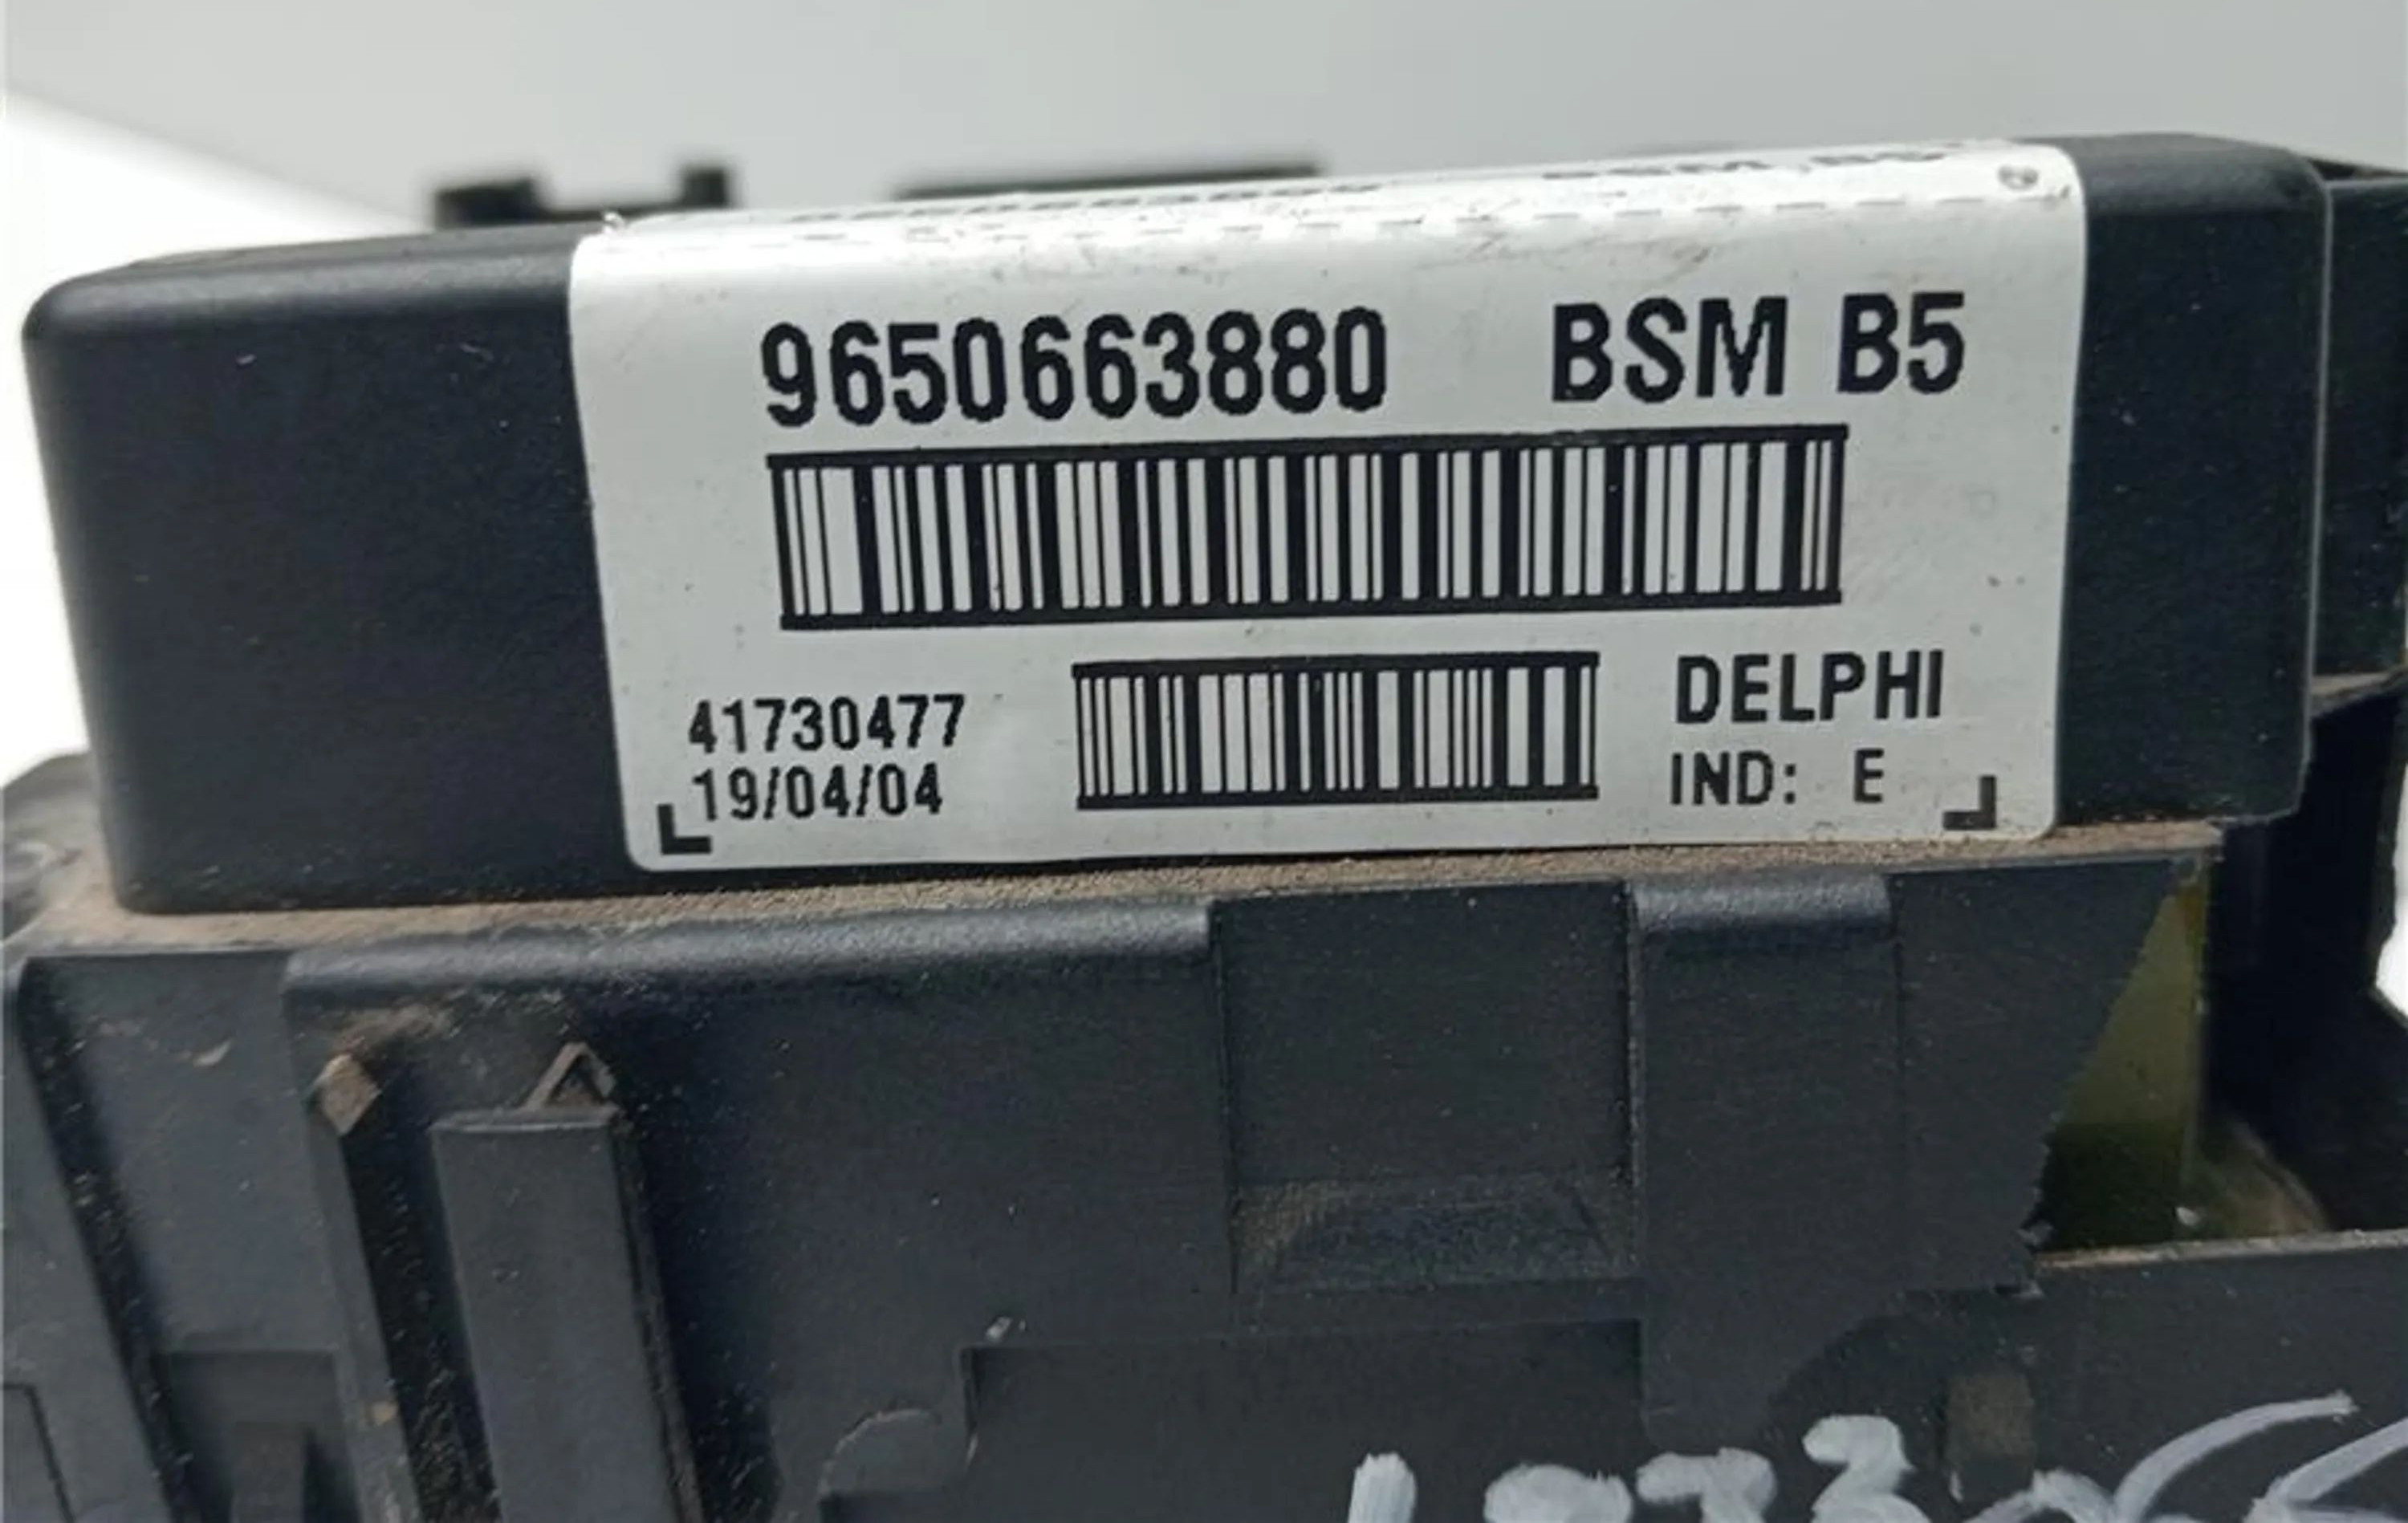 9650663880 BSM B5
41730477
19/04/04
DELPHI
IND: E